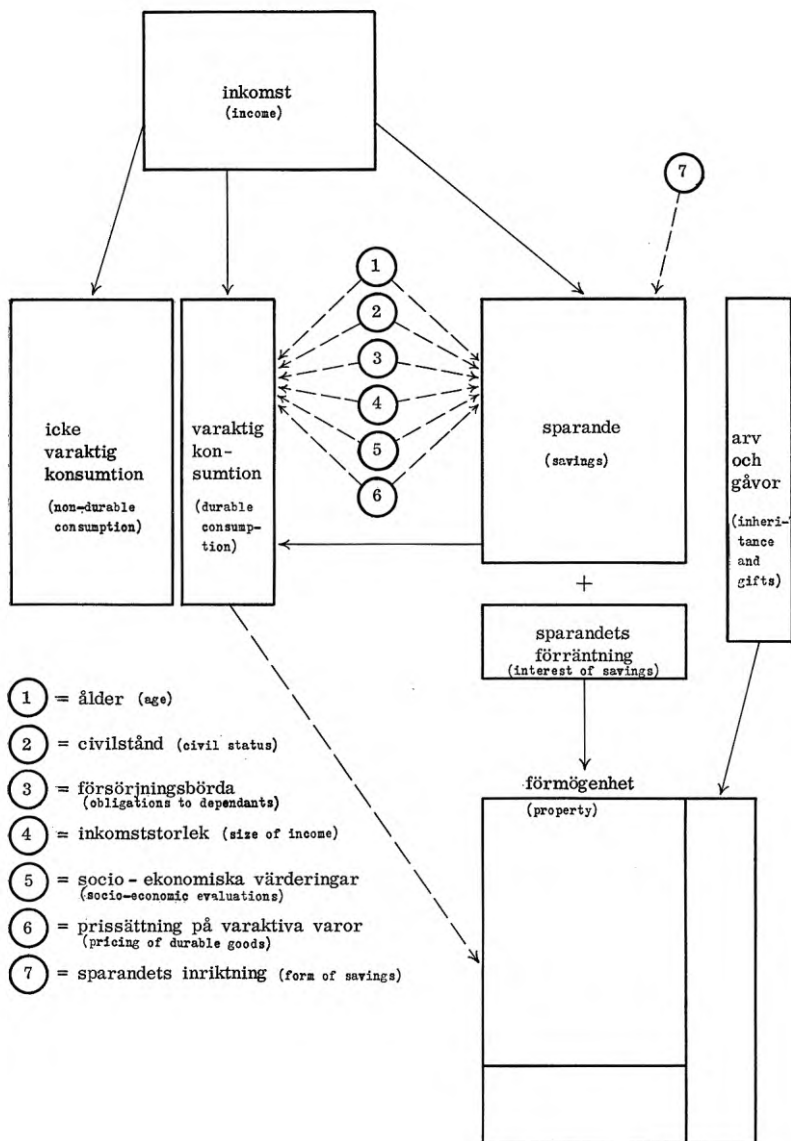 inkomst
(income)
7
1
2
3
4
5
6
icke
varaktig
konsumtion
(non-durable
consumption)
varaktig
kon-
sumtion
(durable
consump-
tion)
sparande
(savings)
arv
och
gåvor
(inheri-
tance
and
gifts)
+
sparandets
förräntning
(interest of savings)
1 = ålder (age)
2 = civilstånd (civil status)
3 = försörjningsbörda
(obligations to dependants)
4 = inkomststorlek (size of income)
5 = socio-ekonomiska värderingar
(socio-economic evaluations)
6 = prissättning på varaktiva varor
(pricing of durable goods)
7 = sparandets inriktning (form of savings)
förmögenhet
(property)